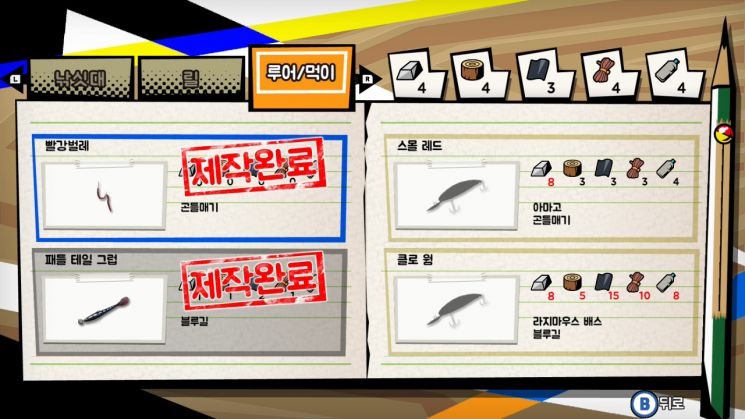 L
낚싯대
릴
루어/먹이
R
4
4
3
4
4
빨강벌레
제작완료
곤들매기
패들 테일 그럽
제작완료
블루길
스몰 레드
8 3 3 3 4
아마고
곤들매기
클로 웜
8 5 15 10 8
라지마우스 배스
블루길
B 뒤로